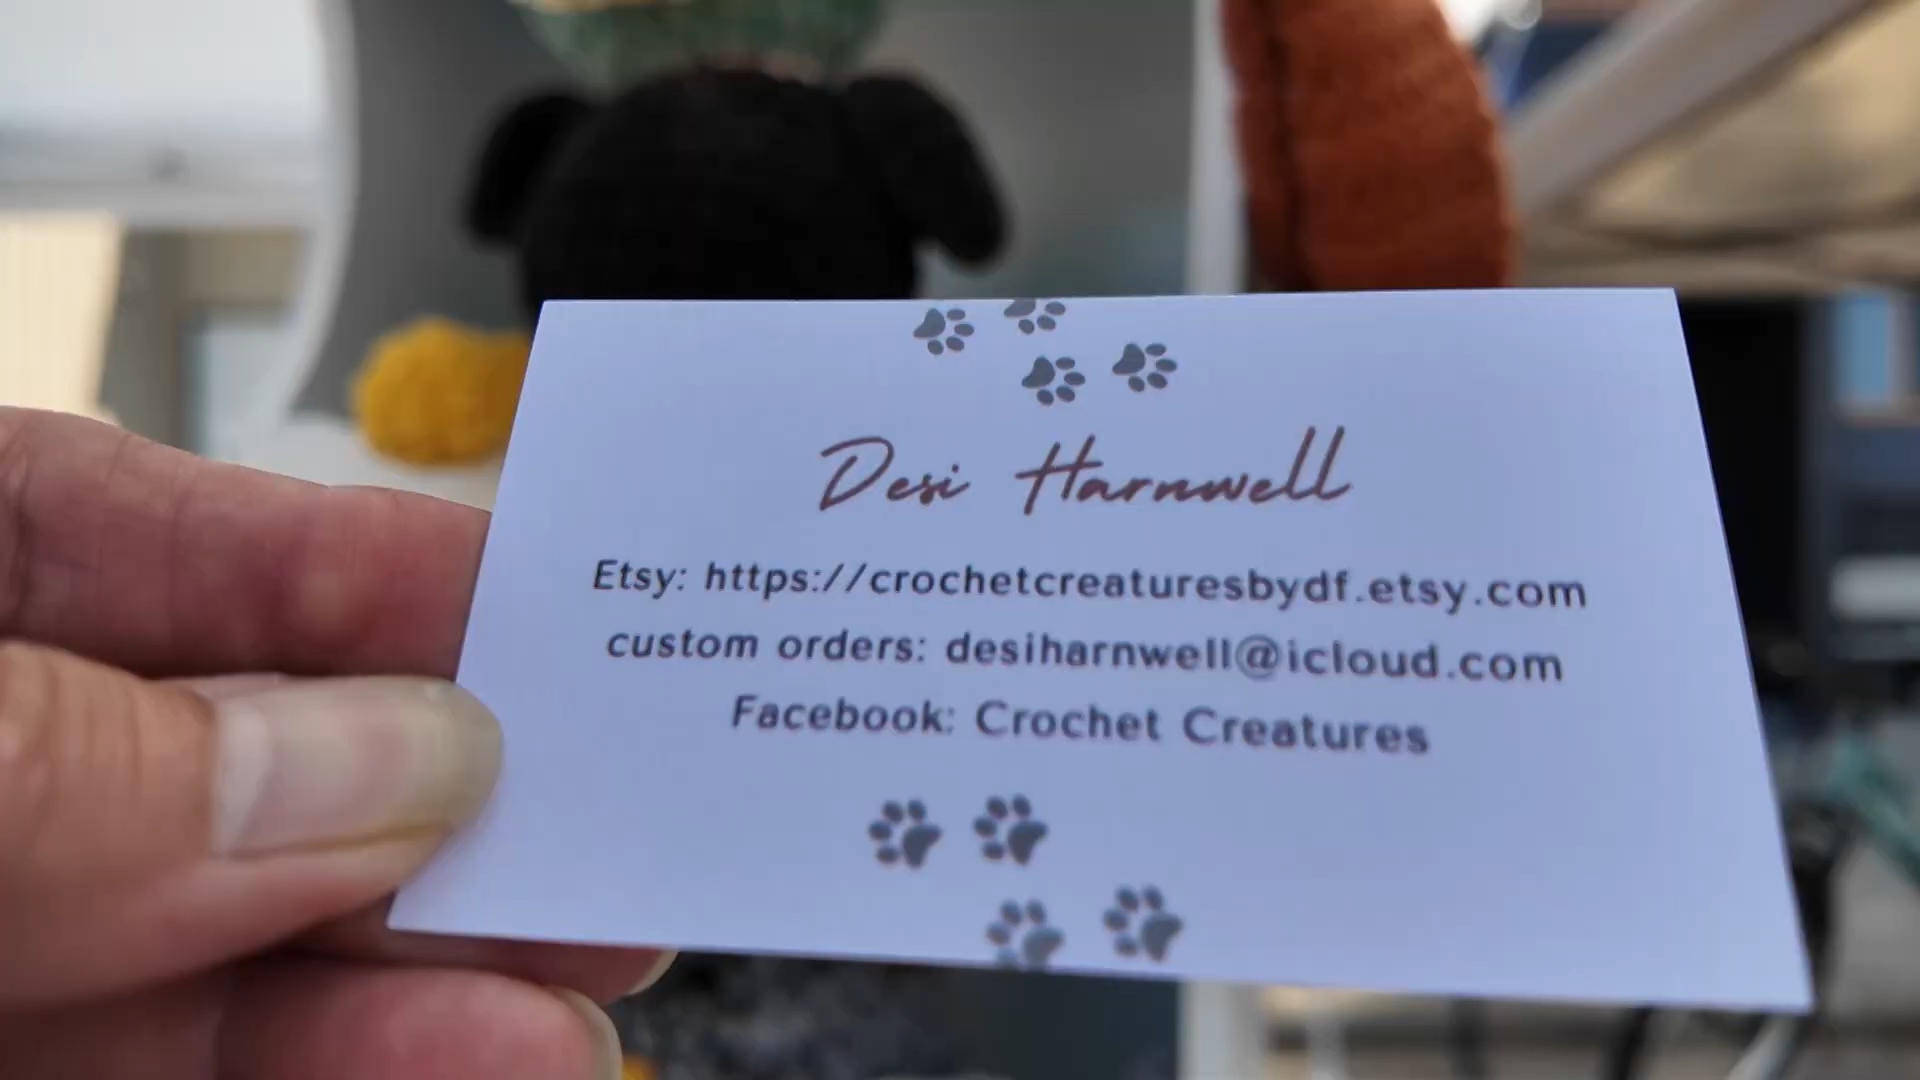 Desi Harnwell
Etsy: https://crochetcreaturesbydf.etsy.com
custom orders: desiharnwell@icloud.com
Facebook: Crochet Creatures